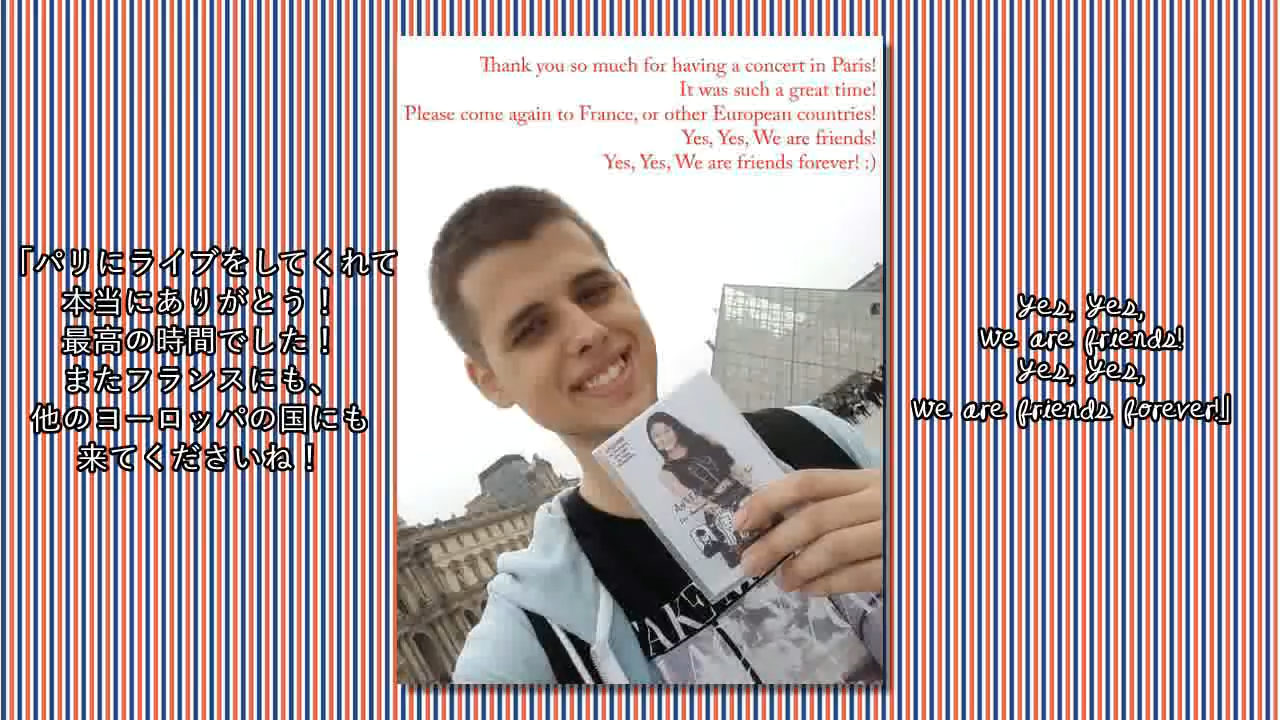 Thank you so much for having a concert in Paris!
It was such a great time!
Please come again to France, or other European countries!
Yes, Yes, We are friends!
Yes, Yes, We are friends forever! :)
「パリにライブをしてくれて
本当にありがとう！
最高の時間でした！
またフランスにも、
他のヨーロッパの国にも
来てくださいね！
yes, yes,
we are friends!
yes, yes,
we are friends forever!」